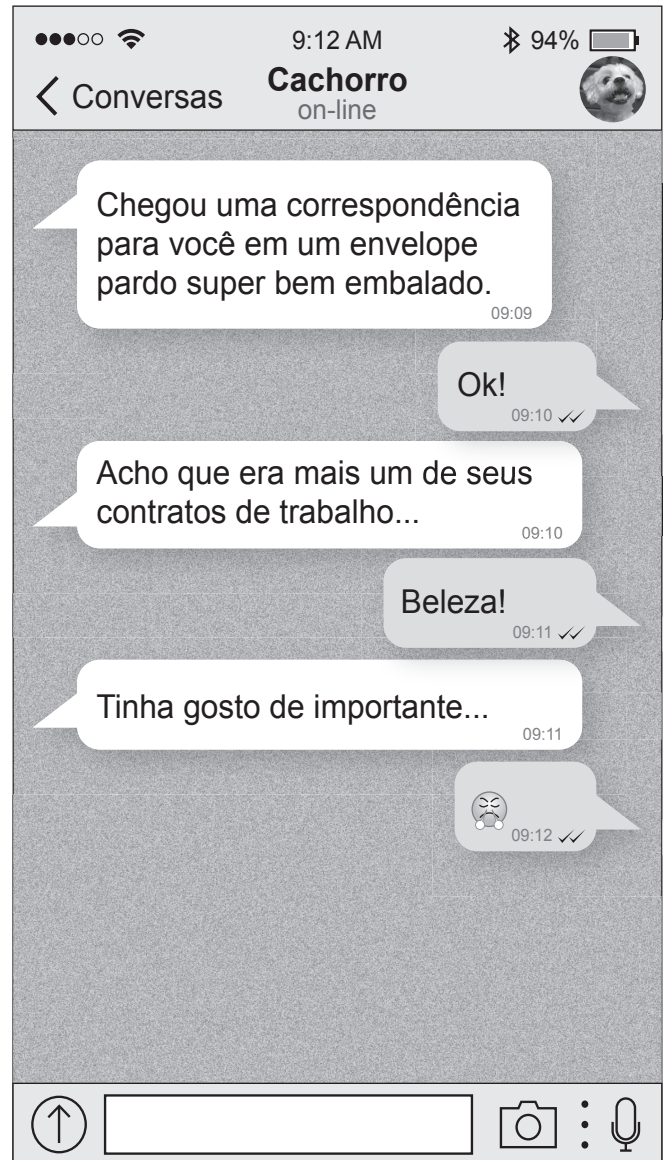 9:12 AM
94%
Conversas
Cachorro
on-line
Chegou uma correspondência
para você em um envelope
pardo super bem embalado.
09:09
Ok!
09:10
Acho que era mais um de seus
contratos de trabalho...
09:10
Beleza!
09:11
Tinha gosto de importante...
09:11
09:12